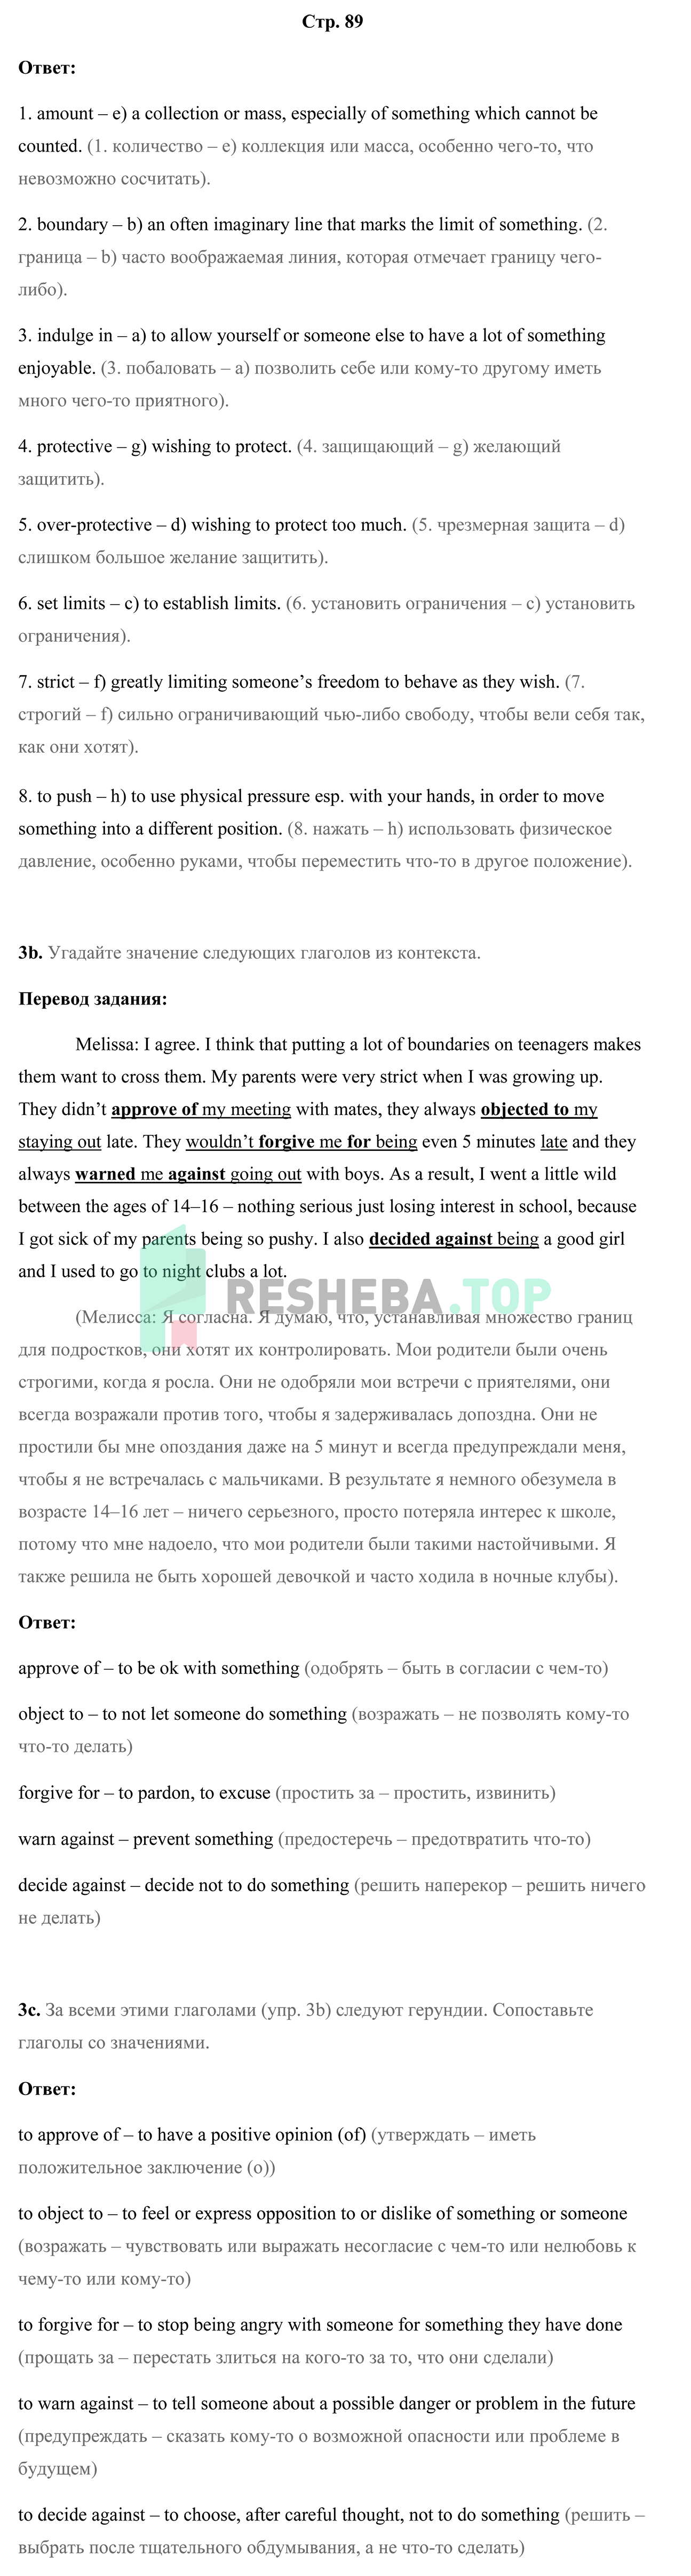 Стр. 89
Ответ:
1. amount – e) a collection or mass, especially of something which cannot be
counted. (1. количество – e) коллекция или масса, особенно чего-то, что
невозможно сосчитать).
2. boundary – b) an often imaginary line that marks the limit of something. (2.
граница – b) часто воображаемая линия, которая отмечает границу чего-
либо).
3. indulge in – a) to allow yourself or someone else to have a lot of something
enjoyable. (3. побаловать – a) позволить себе или кому-то другому иметь
много чего-то приятного).
4. protective – g) wishing to protect. (4. защищающий – g) желающий
защитить).
5. over-protective – d) wishing to protect too much. (5. чрезмерная защита – d)
слишком большое желание защитить).
6. set limits – c) to establish limits. (6. установить ограничения – c) установить
ограничения).
7. strict – f) greatly limiting someone’s freedom to behave as they wish. (7.
строгий – f) сильно ограничивающий чью-либо свободу, чтобы вели себя так,
как они хотят).
8. to push – h) to use physical pressure esp. with your hands, in order to move
something into a different position. (8. нажать – h) использовать физическое
давление, особенно руками, чтобы переместить что-то в другое положение).
3b. Угадайте значение следующих глаголов из контекста.
Перевод задания:
Melissa: I agree. I think that putting a lot of boundaries on teenagers makes
them want to cross them. My parents were very strict when I was growing up.
They didn’t approve of my meeting with mates, they always objected to my
staying out late. They wouldn’t forgive me for being even 5 minutes late and they
always warned me against going out with boys. As a result, I went a little wild
between the ages of 14–16 – nothing serious just losing interest in school, because
I got sick of my parents being so pushy. I also decided against being a good girl
and I used to go to night clubs a lot.
RESHEBA.TOP
(Мелисса: Я согласна. Я думаю, что, устанавливая множество границ
для подростков, они хотят их контролировать. Мои родители были очень
строгими, когда я росла. Они не одобряли мои встречи с приятелями, они
всегда возражали против того, чтобы я задерживалась допоздна. Они не
простили бы мне опоздания даже на 5 минут и всегда предупреждали меня,
чтобы я не встречалась с мальчиками. В результате я немного обезумела в
возрасте 14–16 лет – ничего серьезного, просто потеряла интерес к школе,
потому что мне надоело, что мои родители были такими настойчивыми. Я
также решила не быть хорошей девочкой и часто ходила в ночные клубы).
Ответ:
approve of – to be ok with something (одобрять – быть в согласии с чем-то)
object to – to not let someone do something (возражать – не позволять кому-то
что-то делать)
forgive for – to pardon, to excuse (простить за – простить, извинить)
warn against – prevent something (предостеречь – предотвратить что-то)
decide against – decide not to do something (решить наперекор – решить ничего
не делать)
3c. За всеми этими глаголами (упр. 3b) следуют герундии. Сопоставьте
глаголы со значениями.
Ответ:
to approve of – to have a positive opinion (of) (утверждать – иметь
положительное заключение (о))
to object to – to feel or express opposition to or dislike of something or someone
(возражать – чувствовать или выражать несогласие с чем-то или нелюбовь к
чему-то или кому-то)
to forgive for – to stop being angry with someone for something they have done
(прощать за – перестать злиться на кого-то за то, что они сделали)
to warn against – to tell someone about a possible danger or problem in the future
(предупреждать – сказать кому-то о возможной опасности или проблеме в
будущем)
to decide against – to choose, after careful thought, not to do something (решить –
выбрать после тщательного обдумывания, а не что-то сделать)